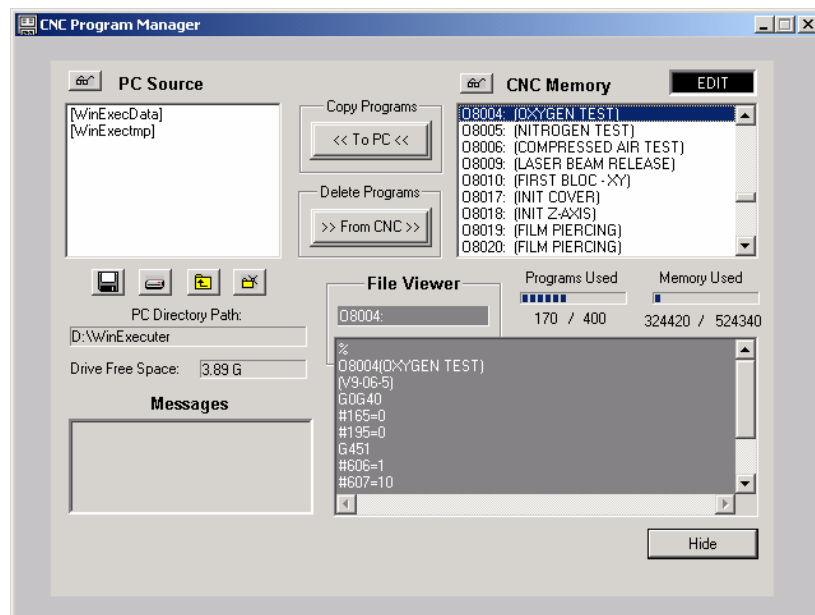 CNC Program Manager
PC Source
CNC Memory
EDIT
[WinExecData]
[WinExectmp]
Copy Programs
<< To PC <<
Delete Programs
>> From CNC >>
O8004: (OXYGEN TEST)
O8005: (NITROGEN TEST)
O8006: (COMPRESSED AIR TEST)
O8009: (LASER BEAM RELEASE)
O8010: (FIRST BLOC - XY)
O8017: (INIT COVER)
O8018: (INIT Z-AXIS)
O8019: (FILM PIERCING)
O8020: (FILM PIERCING)
PC Directory Path:
D:\WinExecuter
Drive Free Space: 3.89 G
Messages
File Viewer
O8004:
Programs Used
170 / 400
Memory Used
324420 / 524340
%
O8004(OXYGEN TEST)
(V9-06-5)
G0G40
#165=0
#195=0
G451
#606=1
#607=10
Hide